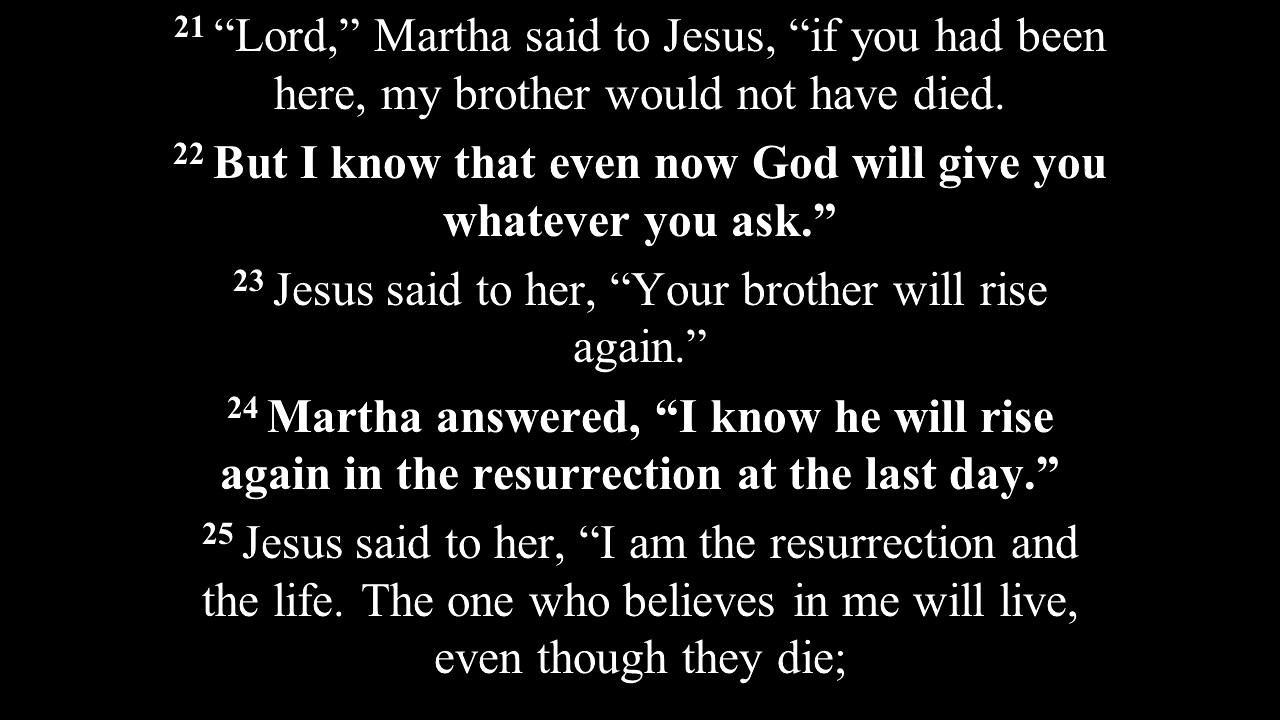 21 “Lord,” Martha said to Jesus, “if you had been
here, my brother would not have died.
22 But I know that even now God will give you
whatever you ask.”
23 Jesus said to her, “Your brother will rise
again.”
24 Martha answered, “I know he will rise
again in the resurrection at the last day.”
25 Jesus said to her, “I am the resurrection and
the life. The one who believes in me will live,
even though they die;